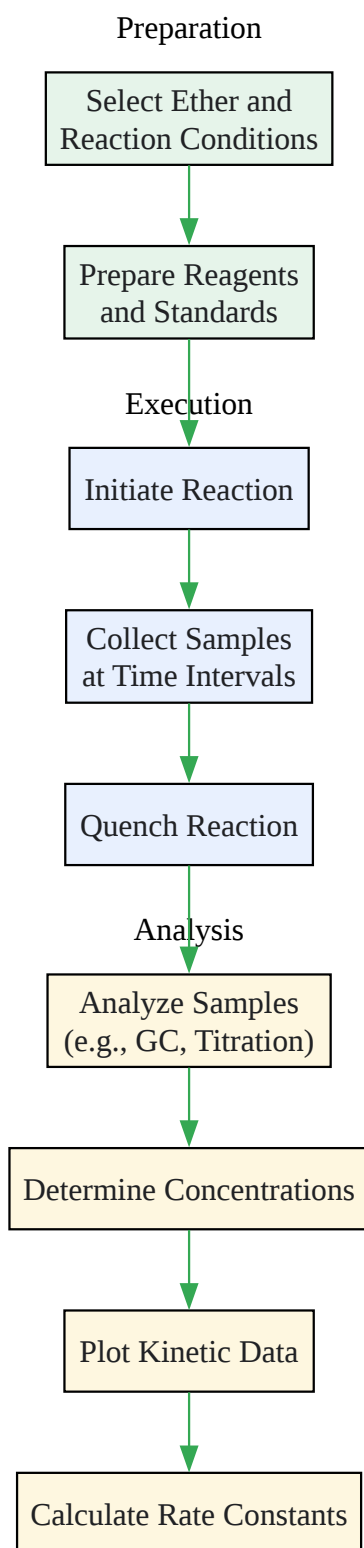 Preparation
Select Ether and
Reaction Conditions
Prepare Reagents
and Standards
Execution
Initiate Reaction
Collect Samples
at Time Intervals
Quench Reaction
Analysis
Analyze Samples
(e.g., GC, Titration)
Determine Concentrations
Plot Kinetic Data
Calculate Rate Constants